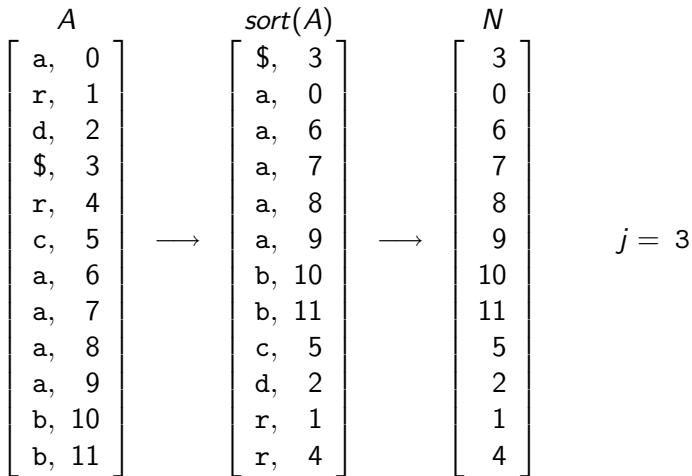 A sort(A) N
a, 0 $, 3 3
r, 1 a, 0 0
d, 2 a, 6 6
$, 3 a, 7 7
r, 4 a, 8 8
c, 5 ⟶ a, 9 ⟶ 9 j = 3
a, 6 b, 10 10
a, 7 b, 11 11
a, 8 c, 5 5
a, 9 d, 2 2
b, 10 r, 1 1
b, 11 r, 4 4